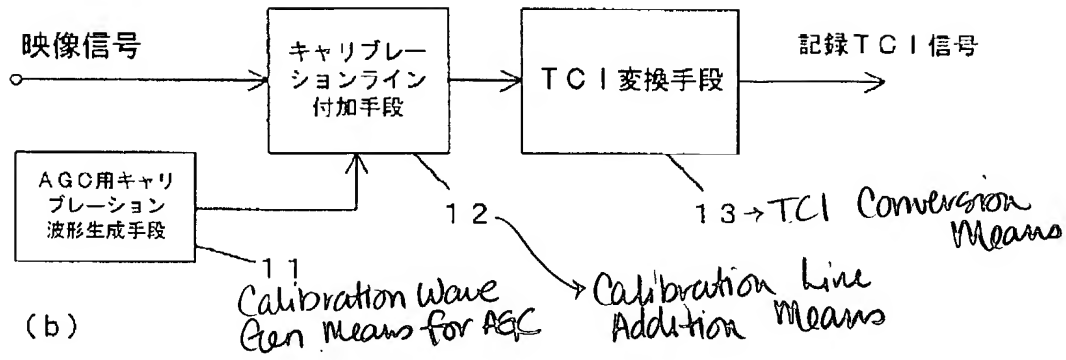 映像信号
キャリブレー
ションライン
付加手段
TCI変換手段
記録TCI信号
AGC用キャリ
ブレーション
波形生成手段
12
13→TCI Conversion
Means
11
Calibration Wave
Gen Means for AGC
Calibration Line
Addition Means
(b)